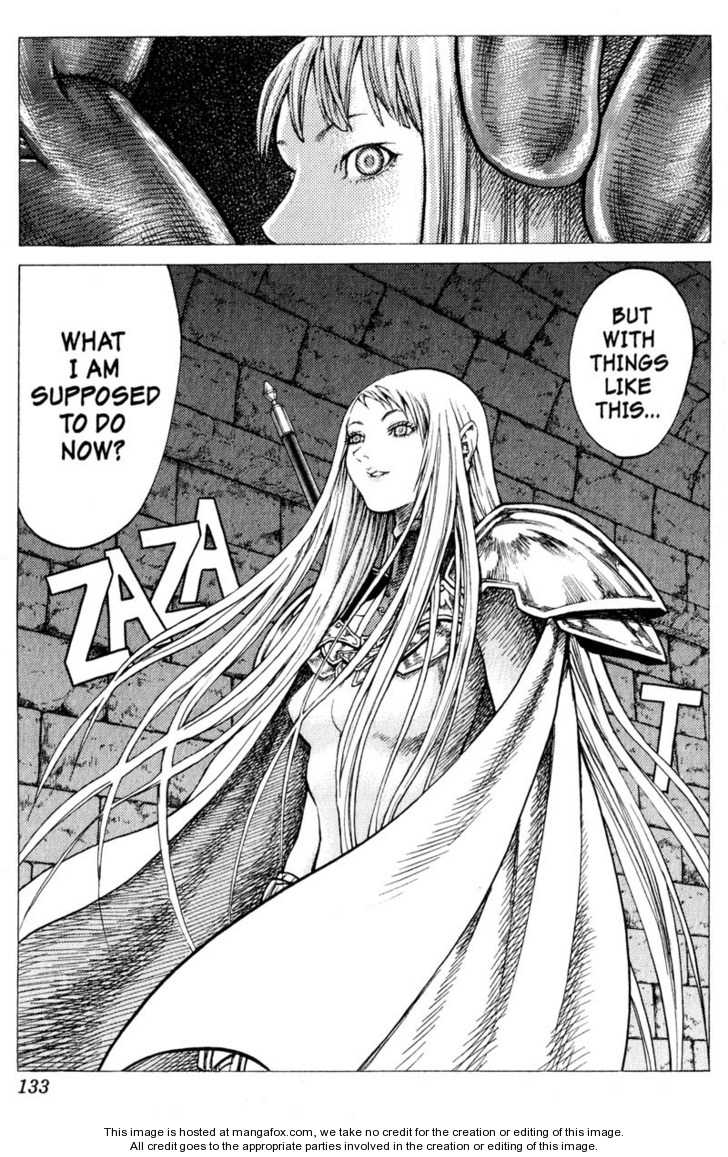 BUT
WITH
THINGS
LIKE
THIS...
WHAT
I AM
SUPPOSED
TO DO
NOW?
ZAZA
T
133
This image is hosted at mangafox.com, we take no credit for the creation or editing of this image.
All credit goes to the appropriate parties involved in the creation or editing of this image.